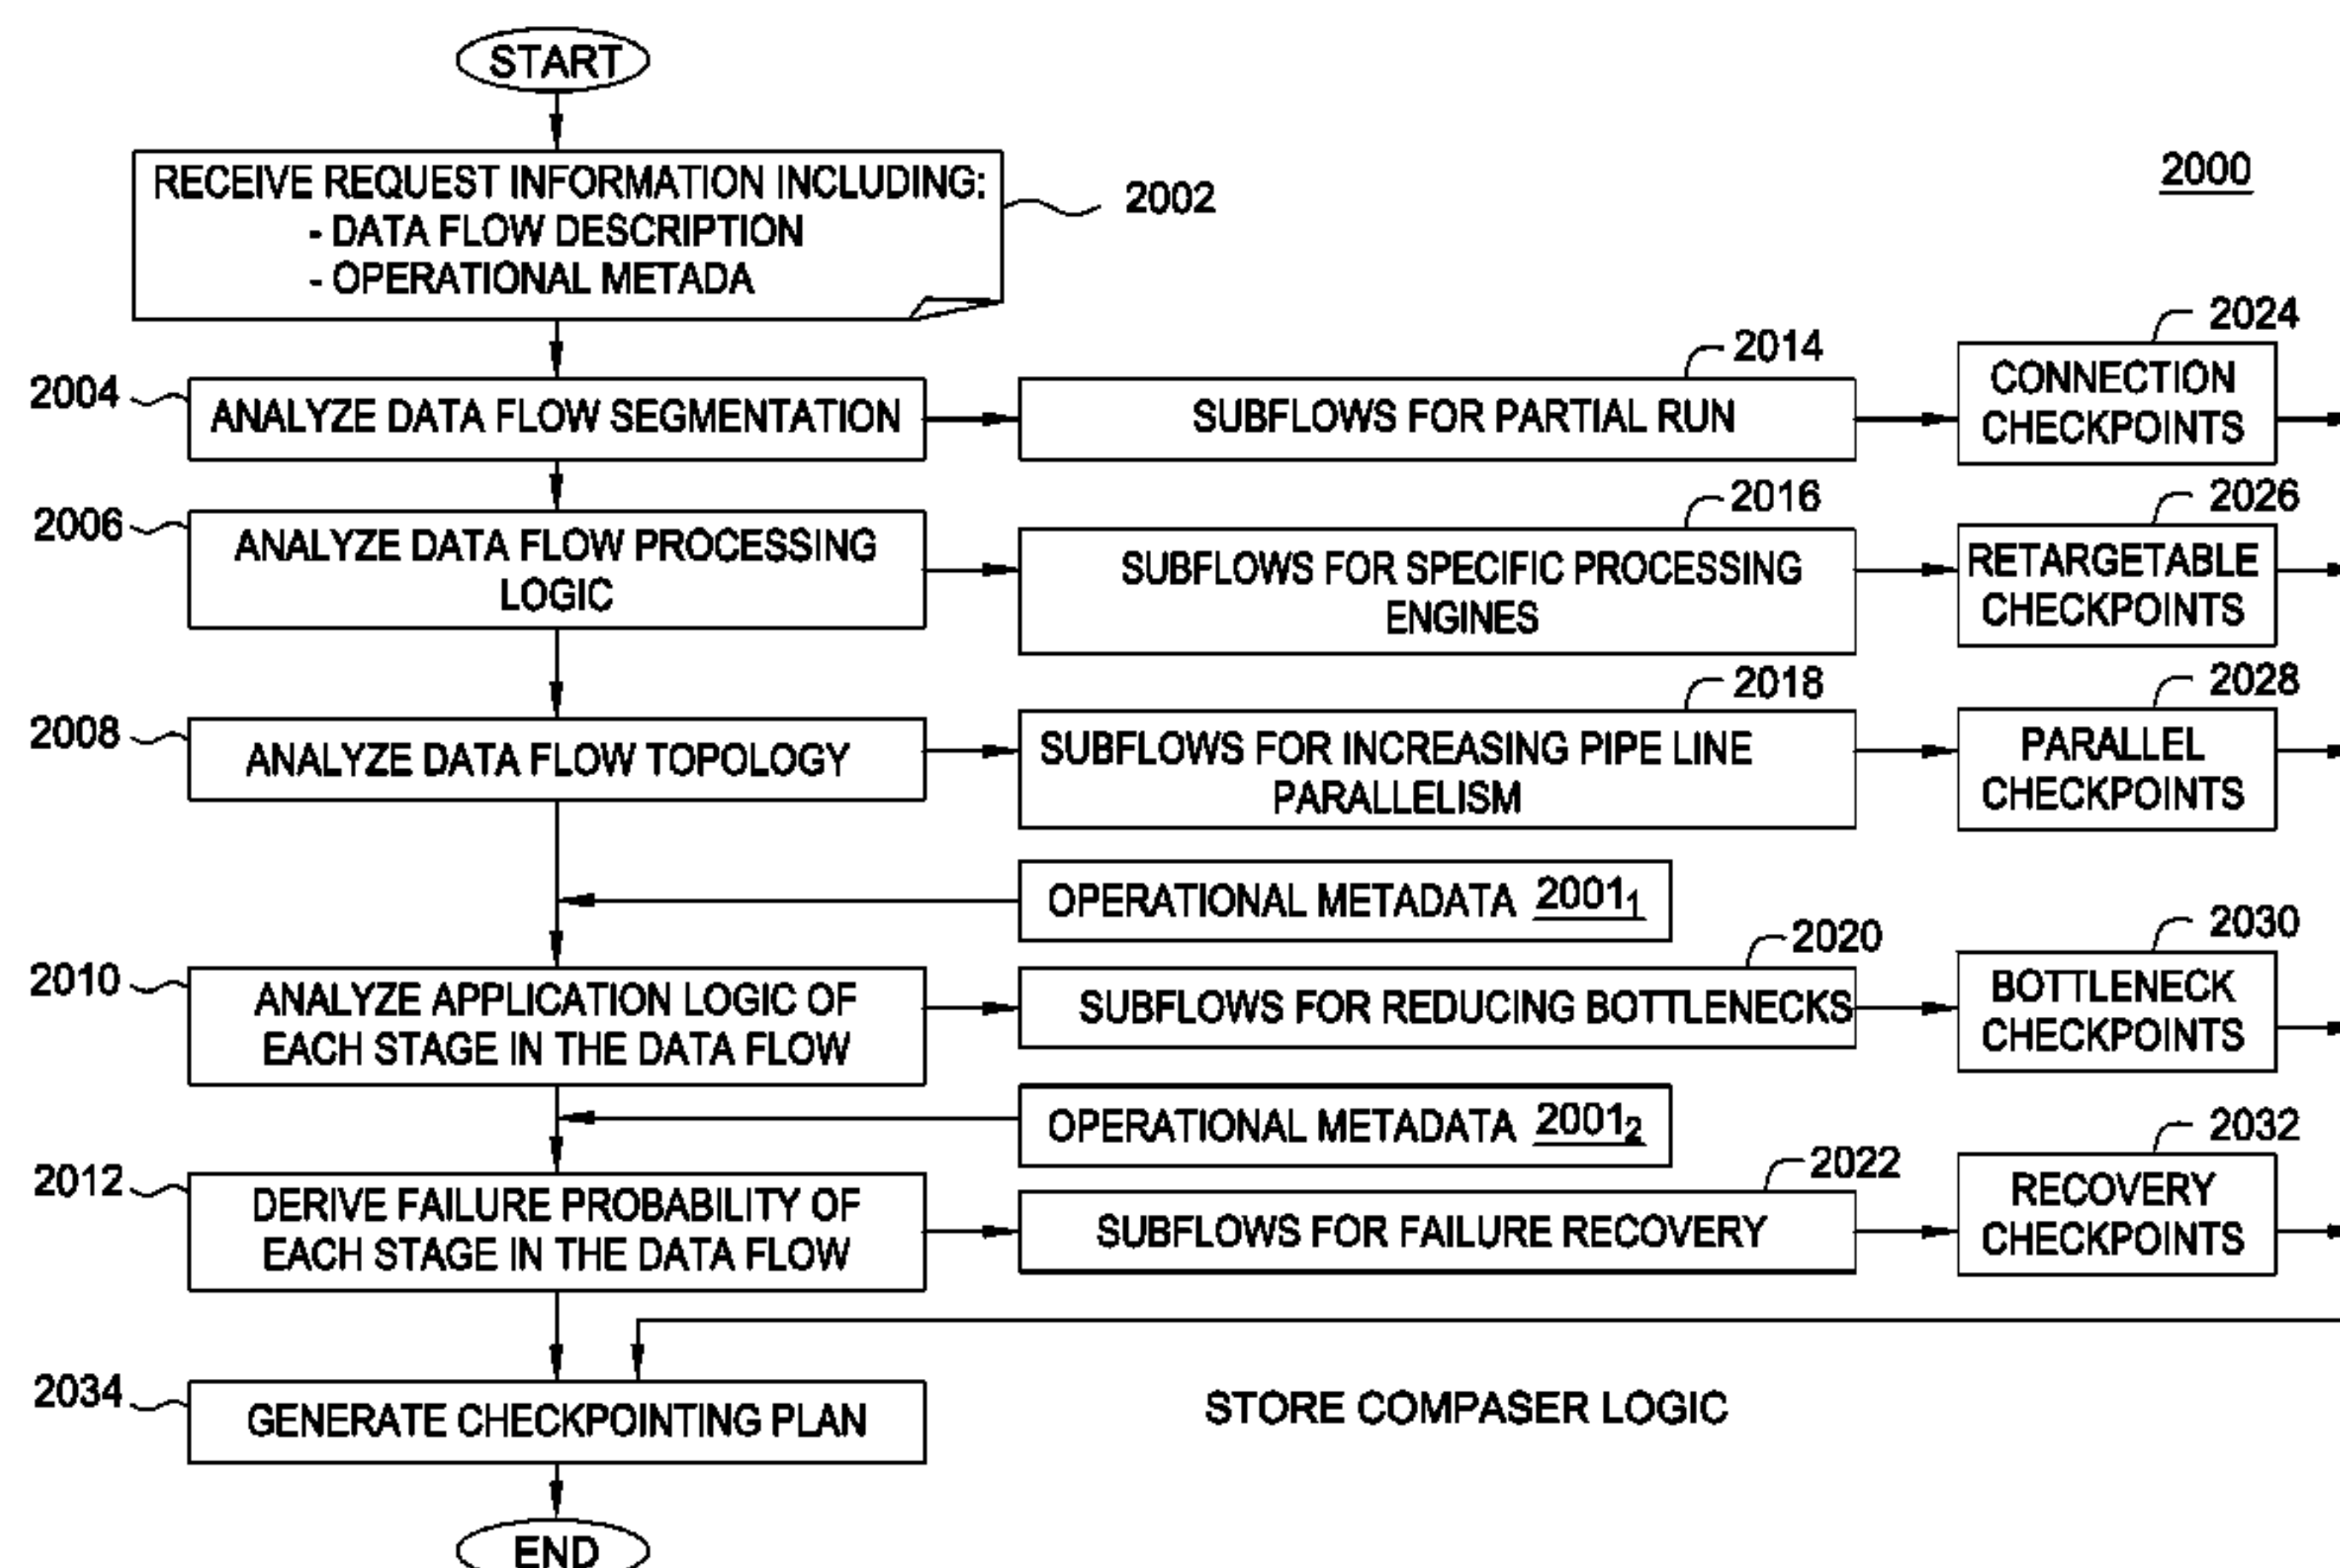 START
2000
RECEIVE REQUEST INFORMATION INCLUDING:
- DATA FLOW DESCRIPTION
- OPERATIONAL METADA
2002
2004
ANALYZE DATA FLOW SEGMENTATION
2014
SUBFLOWS FOR PARTIAL RUN
2024
CONNECTION
CHECKPOINTS
2006
ANALYZE DATA FLOW PROCESSING
LOGIC
2016
SUBFLOWS FOR SPECIFIC PROCESSING
ENGINES
2026
RETARGETABLE
CHECKPOINTS
2008
ANALYZE DATA FLOW TOPOLOGY
2018
SUBFLOWS FOR INCREASING PIPE LINE
PARALLELISM
2028
PARALLEL
CHECKPOINTS
OPERATIONAL METADATA 2001₁
2010
ANALYZE APPLICATION LOGIC OF
EACH STAGE IN THE DATA FLOW
2020
SUBFLOWS FOR REDUCING BOTTLENECKS
2030
BOTTLENECK
CHECKPOINTS
OPERATIONAL METADATA 2001₂
2012
DERIVE FAILURE PROBABILITY OF
EACH STAGE IN THE DATA FLOW
2022
SUBFLOWS FOR FAILURE RECOVERY
2032
RECOVERY
CHECKPOINTS
2034
GENERATE CHECKPOINTING PLAN
STORE COMPASER LOGIC
END